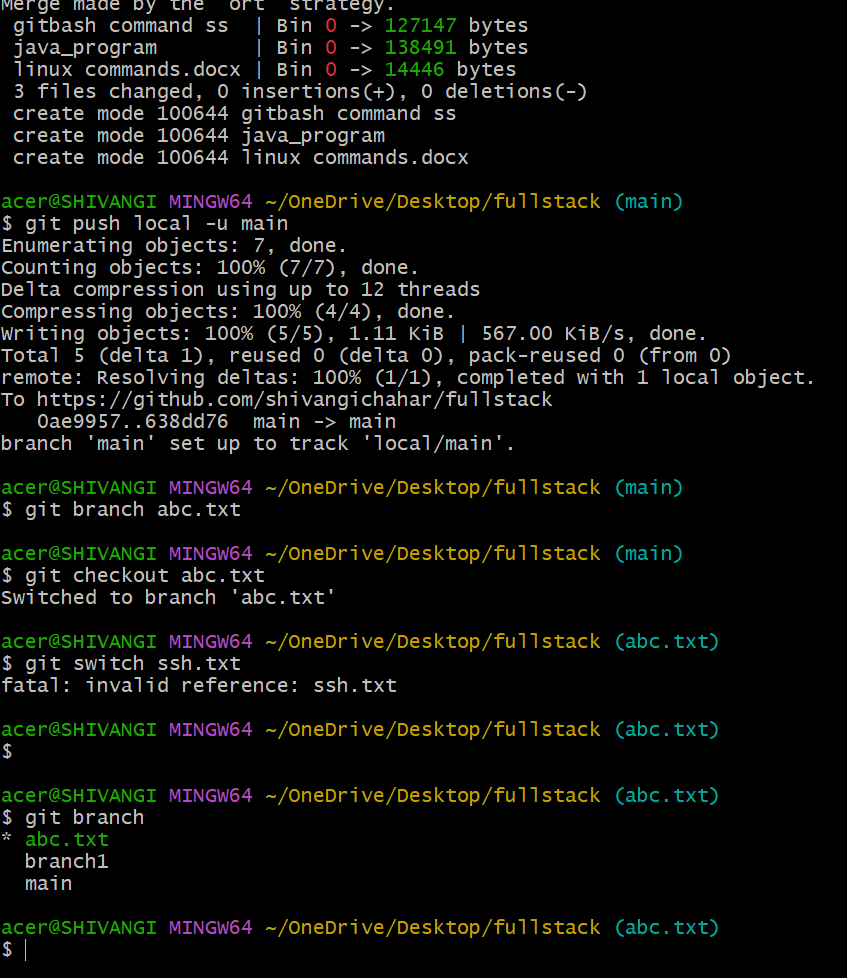 Merge made by the 'ort' strategy.
 gitbash command ss  | Bin 0 -> 127147 bytes
 java_program        | Bin 0 -> 138491 bytes
 linux commands.docx | Bin 0 -> 14446 bytes
 3 files changed, 0 insertions(+), 0 deletions(-)
 create mode 100644 gitbash command ss
 create mode 100644 java_program
 create mode 100644 linux commands.docx
acer@SHIVANGI MINGW64 ~/OneDrive/Desktop/fullstack (main)
$ git push local -u main
Enumerating objects: 7, done.
Counting objects: 100% (7/7), done.
Delta compression using up to 12 threads
Compressing objects: 100% (4/4), done.
Writing objects: 100% (5/5), 1.11 KiB | 567.00 KiB/s, done.
Total 5 (delta 1), reused 0 (delta 0), pack-reused 0 (from 0)
remote: Resolving deltas: 100% (1/1), completed with 1 local object.
To https://github.com/shivangichahar/fullstack
   0ae9957..638dd76  main -> main
branch 'main' set up to track 'local/main'.
acer@SHIVANGI MINGW64 ~/OneDrive/Desktop/fullstack (main)
$ git branch abc.txt
acer@SHIVANGI MINGW64 ~/OneDrive/Desktop/fullstack (main)
$ git checkout abc.txt
Switched to branch 'abc.txt'
acer@SHIVANGI MINGW64 ~/OneDrive/Desktop/fullstack (abc.txt)
$ git switch ssh.txt
fatal: invalid reference: ssh.txt
acer@SHIVANGI MINGW64 ~/OneDrive/Desktop/fullstack (abc.txt)
$
acer@SHIVANGI MINGW64 ~/OneDrive/Desktop/fullstack (abc.txt)
$ git branch
* abc.txt
  branch1
  main
acer@SHIVANGI MINGW64 ~/OneDrive/Desktop/fullstack (abc.txt)
$